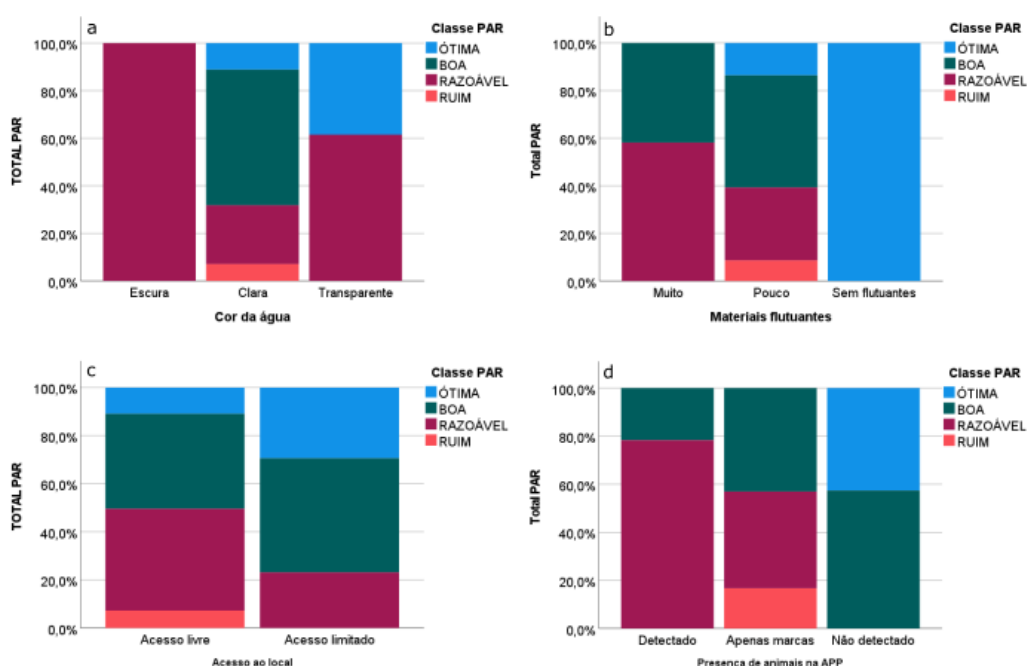 a
Classe PAR
ÓTIMA
BOA
RAZOÁVEL
RUIM
100,0%
80,0%
60,0%
40,0%
20,0%
0,0%
TOTAL PAR
Escura Clara Transparente
Cor da água
b
Classe PAR
ÓTIMA
BOA
RAZOÁVEL
RUIM
100,0%
80,0%
60,0%
40,0%
20,0%
0,0%
Total PAR
Muito Pouco Sem flutuantes
Materiais flutuantes
c
Classe PAR
ÓTIMA
BOA
RAZOÁVEL
RUIM
100,0%
80,0%
60,0%
40,0%
20,0%
0,0%
TOTAL PAR
Acesso livre Acesso limitado
Acesso ao local
d
Classe PAR
ÓTIMA
BOA
RAZOÁVEL
RUIM
100,0%
80,0%
60,0%
40,0%
20,0%
0,0%
Total PAR
Detectado Apenas marcas Não detectado
Presença de animais na APP